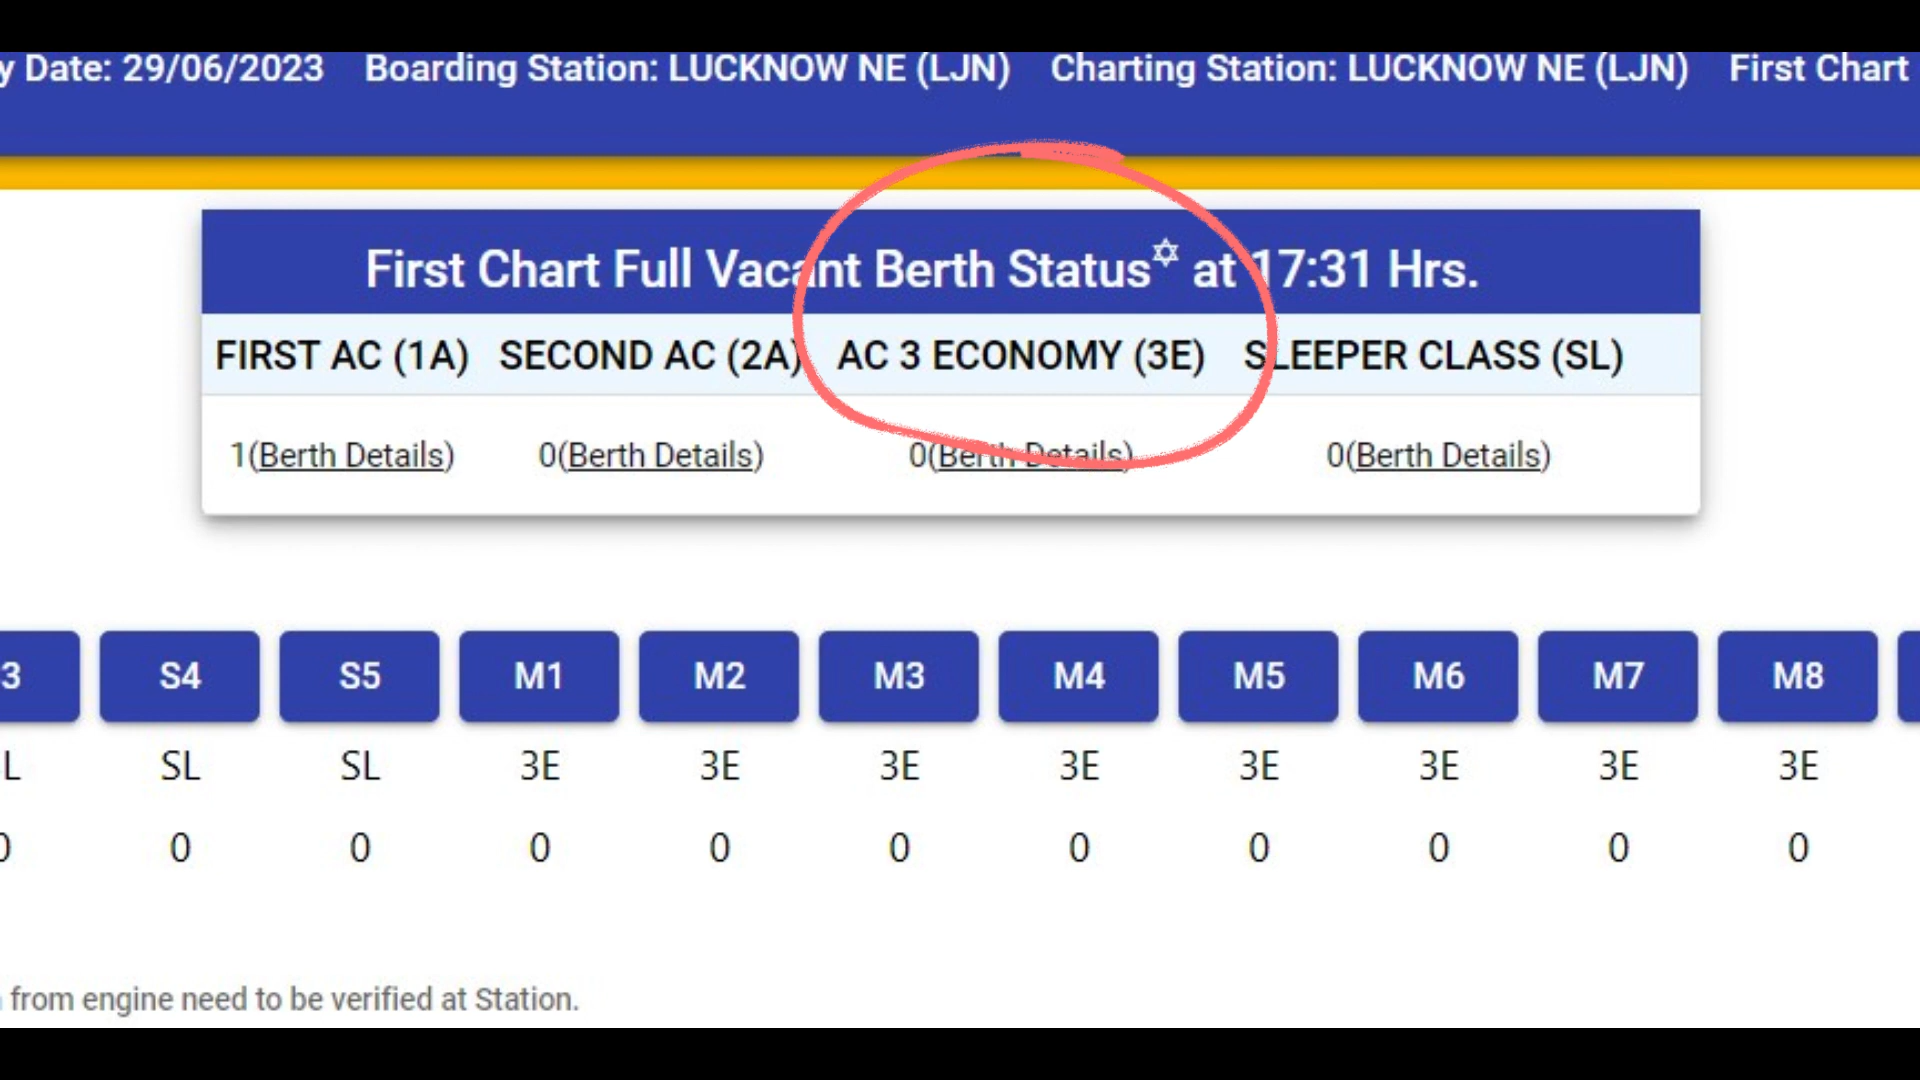 y Date: 29/06/2023 Boarding Station: LUCKNOW NE (LJN) Charting Station: LUCKNOW NE (LJN) First Chart
First Chart Full Vacant Berth Status✡ at 17:31 Hrs.
FIRST AC (1A) SECOND AC (2A) AC 3 ECONOMY (3E) SLEEPER CLASS (SL)
1(Berth Details) 0(Berth Details) 0(Berth Details) 0(Berth Details)
3 S4 S5 M1 M2 M3 M4 M5 M6 M7 M8
L SL SL 3E 3E 3E 3E 3E 3E 3E 3E
0 0 0 0 0 0 0 0 0 0 0
from engine need to be verified at Station.